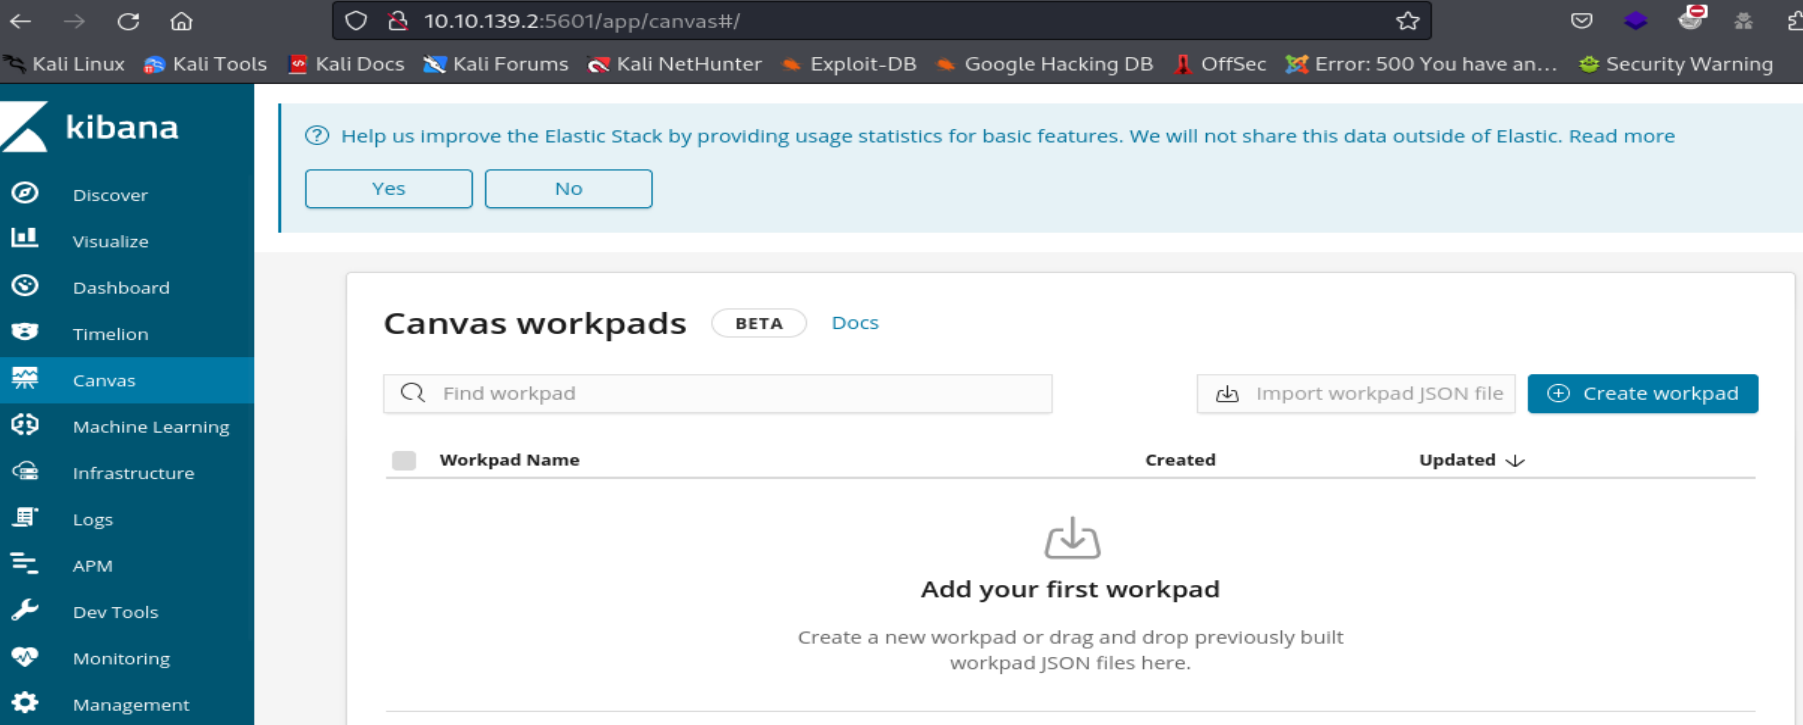 10.10.139.2:5601/app/canvas#/
Kali Linux Kali Tools Kali Docs Kali Forums Kali NetHunter Exploit-DB Google Hacking DB OffSec Error: 500 You have an... Security Warning
kibana
Discover
Visualize
Dashboard
Timelion
Canvas
Machine Learning
Infrastructure
Logs
APM
Dev Tools
Monitoring
Management
Help us improve the Elastic Stack by providing usage statistics for basic features. We will not share this data outside of Elastic. Read more
Yes No
Canvas workpads BETA Docs
Find workpad Import workpad JSON file Create workpad
Workpad Name Created Updated
Add your first workpad
Create a new workpad or drag and drop previously built
workpad JSON files here.